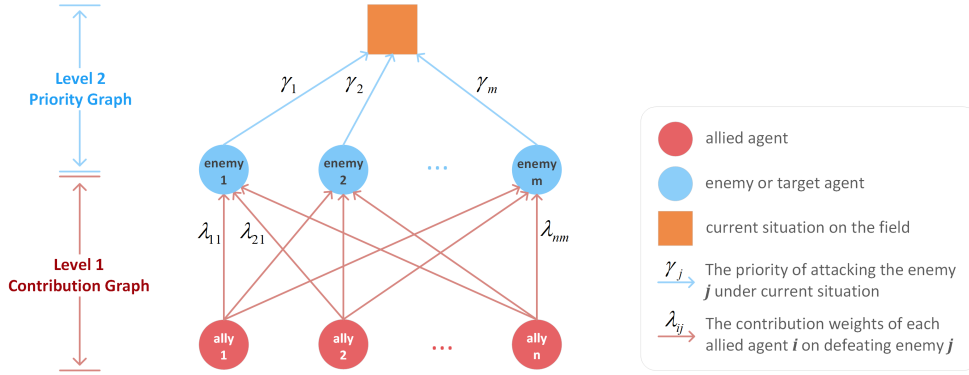 Level 2
Priority Graph
γ1
γ2
γm
enemy
1
enemy
2
...
enemy
m
λ11
λ21
λnm
Level 1
Contribution Graph
ally
1
ally
2
...
ally
n
allied agent
enemy or target agent
current situation on the field
γj The priority of attacking the enemy
j under current situation
λij The contribution weights of each
allied agent i on defeating enemy j